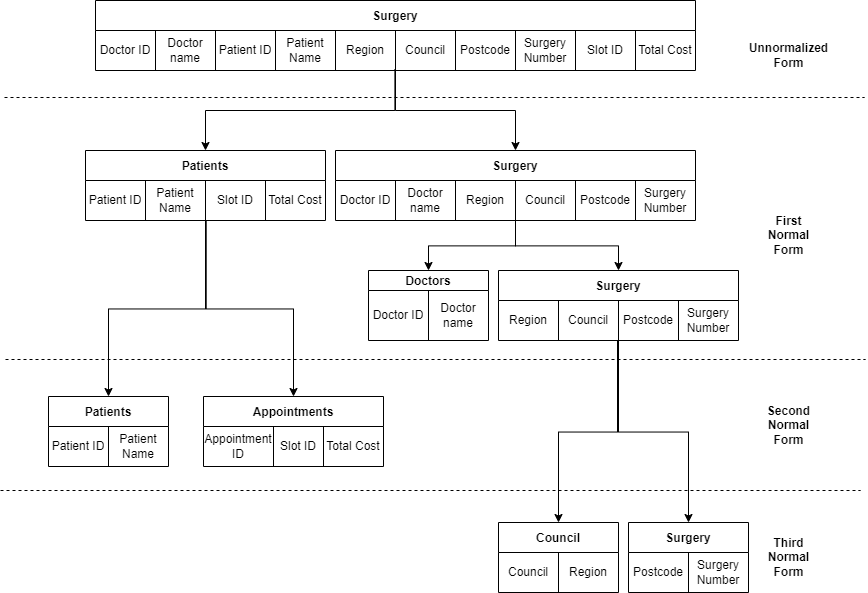 Surgery
Doctor ID
Doctor
name
Patient ID
Patient
Name
Region
Council
Postcode
Surgery
Number
Slot ID
Total Cost
Unnormalized
Form
Patients
Patient ID
Patient
Name
Slot ID
Total Cost
Surgery
Doctor ID
Doctor
name
Region
Council
Postcode
Surgery
Number
First
Normal
Form
Doctors
Doctor ID
Doctor
name
Surgery
Region
Council
Postcode
Surgery
Number
Patients
Patient ID
Patient
Name
Appointments
Appointment
ID
Slot ID
Total Cost
Second
Normal
Form
Council
Council
Region
Surgery
Postcode
Surgery
Number
Third
Normal
Form